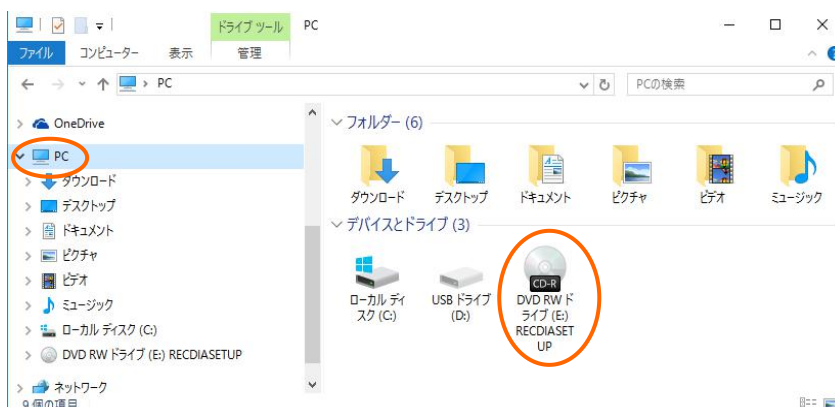 ドライブ ツール PC
ファイル コンピューター 表示 管理
PC PCの検索
OneDrive
PC
ダウンロード
デスクトップ
ドキュメント
ピクチャ
ビデオ
ミュージック
ローカル ディスク (C:)
DVD RW ドライブ (E:) RECDIASETUP
ネットワーク
9 個の項目
フォルダー (6)
ダウンロード デスクトップ ドキュメント ピクチャ ビデオ ミュージック
デバイスとドライブ (3)
CD-R
ローカル ディ USB ドライブ DVD RW ド
スク (C:) (D:) ライブ (E:)
RECDIASET
UP